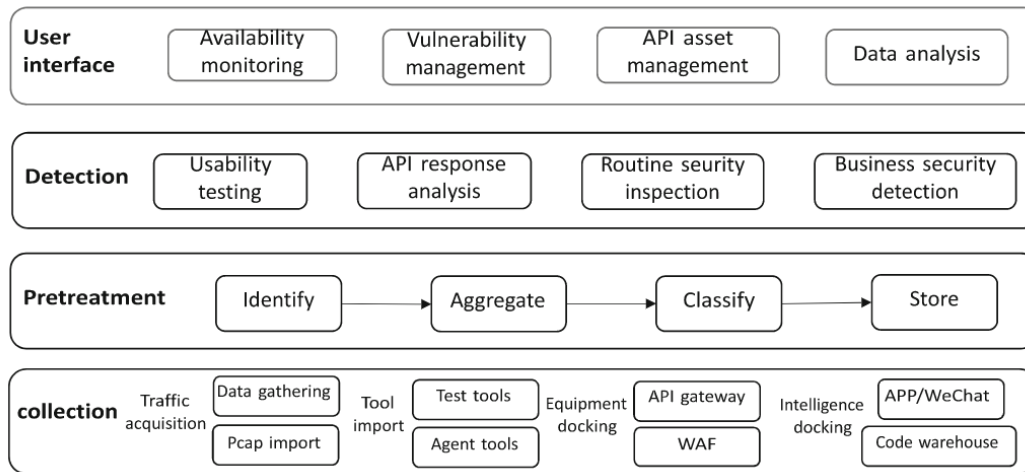 User
interface
Availability
monitoring
Vulnerability
management
API asset
management
Data analysis
Detection
Usability
testing
API response
analysis
Routine seurity
inspection
Business security
detection
Pretreatment
Identify
Aggregate
Classify
Store
collection
Traffic
acquisition
Data gathering
Pcap import
Tool
import
Test tools
Agent tools
Equipment
docking
API gateway
WAF
Intelligence
docking
APP/WeChat
Code warehouse